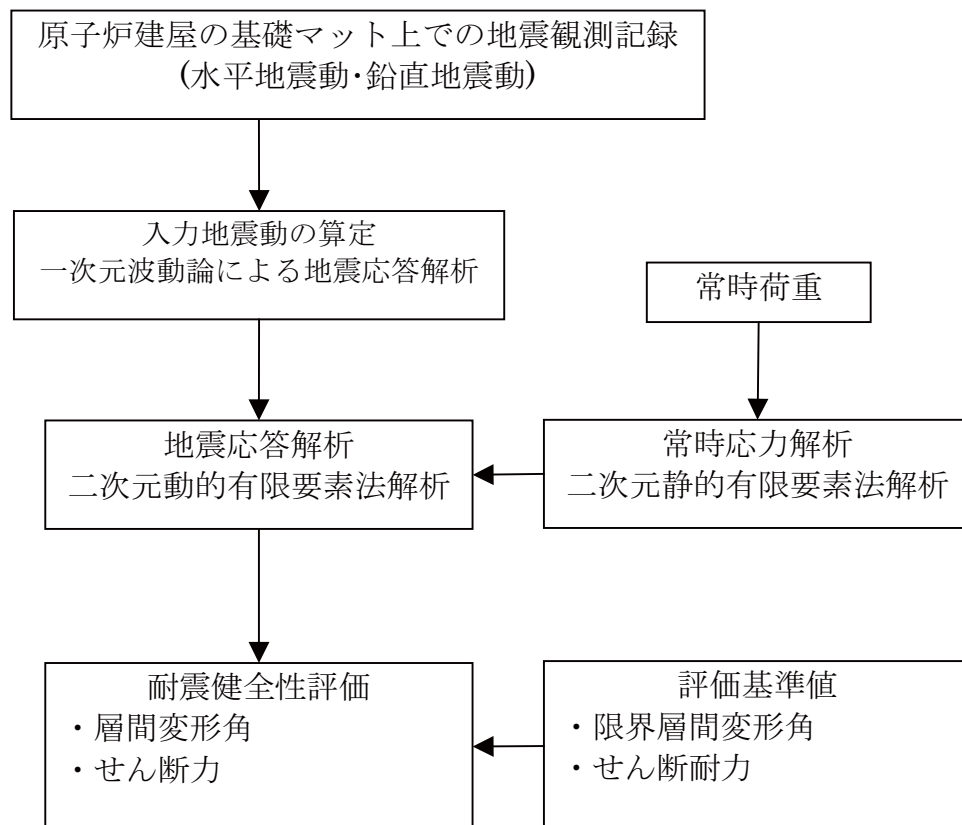 原子炉建屋の基礎マット上での地震観測記録
(水平地震動･鉛直地震動)
入力地震動の算定
一次元波動論による地震応答解析
常時荷重
地震応答解析
二次元動的有限要素法解析
常時応力解析
二次元静的有限要素法解析
耐震健全性評価
・層間変形角
・せん断力
評価基準値
・限界層間変形角
・せん断耐力